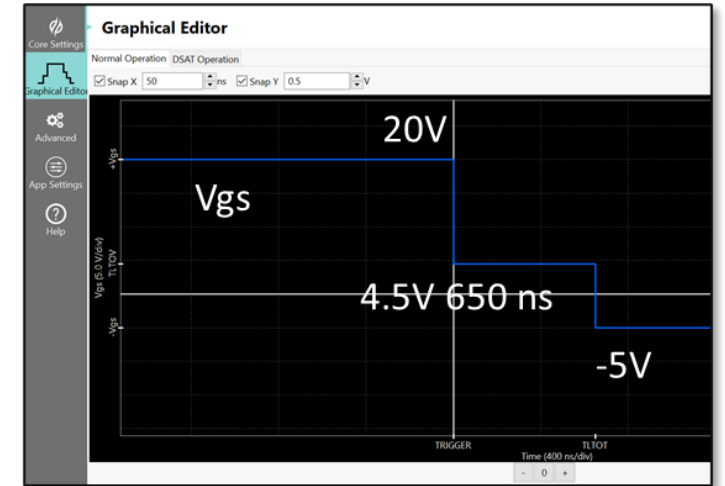 Graphical Editor
Core Settings
Normal Operation DSAT Operation
Snap X 50 ns Snap Y 0.5 V
Graphical Editor
20V
Advanced
+Vgs
Vgs
App Settings
Help
Vgs (5.0 V/div)
TLTOV
4.5V 650 ns
-Vgs
-5V
TRIGGER TLTOT
Time (400 ns/div)
- 0 +